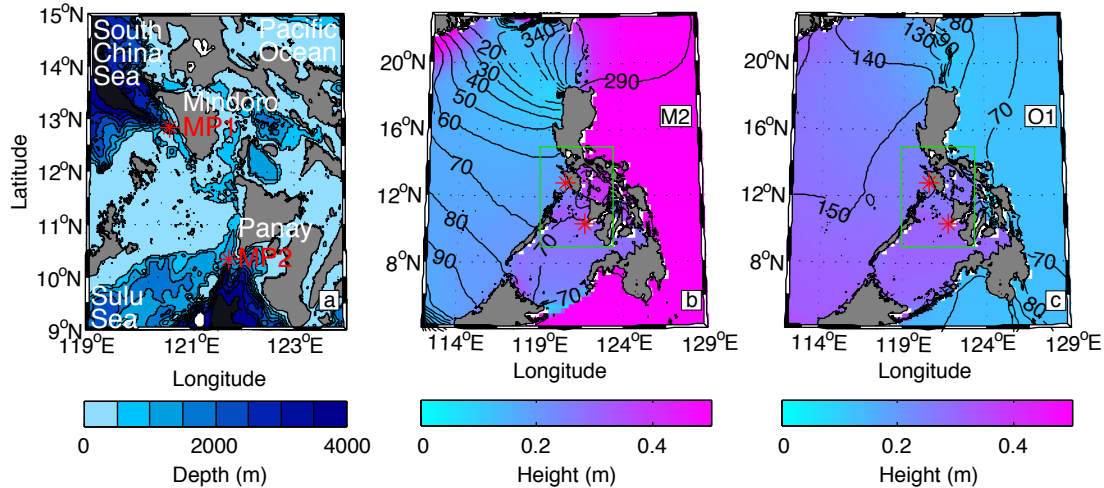 15°N
14°N
13°N
12°N
11°N
10°N
9°N
Latitude
South
China
Sea
Pacific
Ocean
Mindoro
MP1
Panay
MP2
Sulu
Sea
a
119°E 121°E 123°E
Longitude
0 2000 4000
Depth (m)
20°N
16°N
12°N
8°N
20
30
40
50
60
70
80
90
340
290
M2
70
70
b
114°E 119°E 124°E 129°E
Longitude
0 0.2 0.4
Height (m)
20°N
16°N
12°N
8°N
130
90
80
140
70
O1
150
70
80
c
114°E 119°E 124°E 129°E
Longitude
0 0.2 0.4
Height (m)